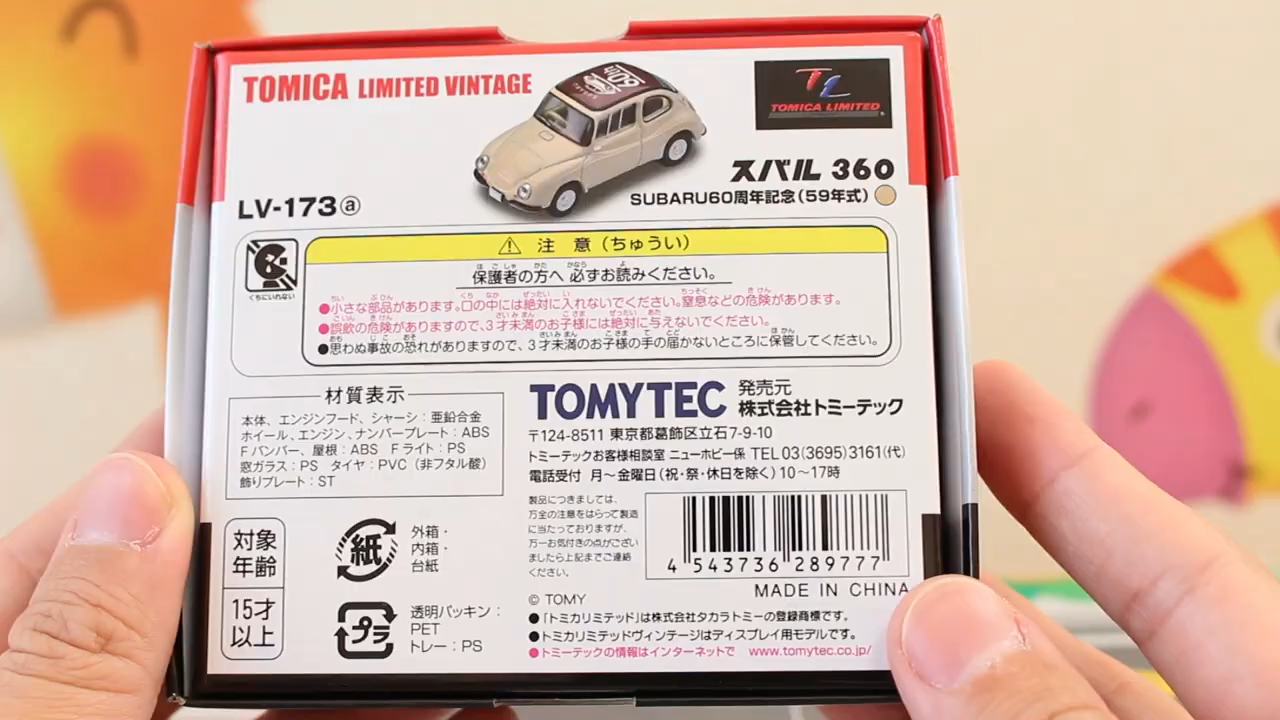 TOMICA LIMITED VINTAGE
TL
TOMICA LIMITED
スバル 360
SUBARU60周年記念(59年式)
LV-173ⓐ
くちにいれない
⚠ 注 意(ちゅうい)
保護者の方へ 必ずお読みください。
●小さな部品があります。口の中には絶対に入れないでください。窒息などの危険があります。
●誤飲の危険がありますので、3才未満のお子様には絶対に与えないでください。
●思わぬ事故の恐れがありますので、3才未満のお子様の手の届かないところに保管してください。
材質表示
本体、エンジンフード、シャーシ:亜鉛合金
ホイール、エンジン、ナンバープレート:ABS
Fバンパー、屋根:ABS Fライト:PS
窓ガラス:PS タイヤ:PVC(非フタル酸)
飾りプレート:ST
TOMYTEC 発売元
株式会社トミーテック
〒124-8511 東京都葛飾区立石7-9-10
トミーテックお客様相談室 ニューホビー係 TEL03(3695)3161(代)
電話受付 月~金曜日(祝・祭・休日を除く)10~17時
製品につきましては、
万全の注意をはらって製造
に当たっておりますが、
万一お気付きの点がござい
ましたら上記までご連絡
ください。
4 543736 289777
MADE IN CHINA
対象
年齢
15才
以上
紙
外箱・
内箱・
台紙
プラ
透明パッキン:
PET
トレー:PS
© TOMY
●「トミカリミテッド」は株式会社タカラトミーの登録商標です。
●トミカリミテッドヴィンテージはディスプレイ用モデルです。
●トミーテックの情報はインターネットで www.tomytec.co.jp/